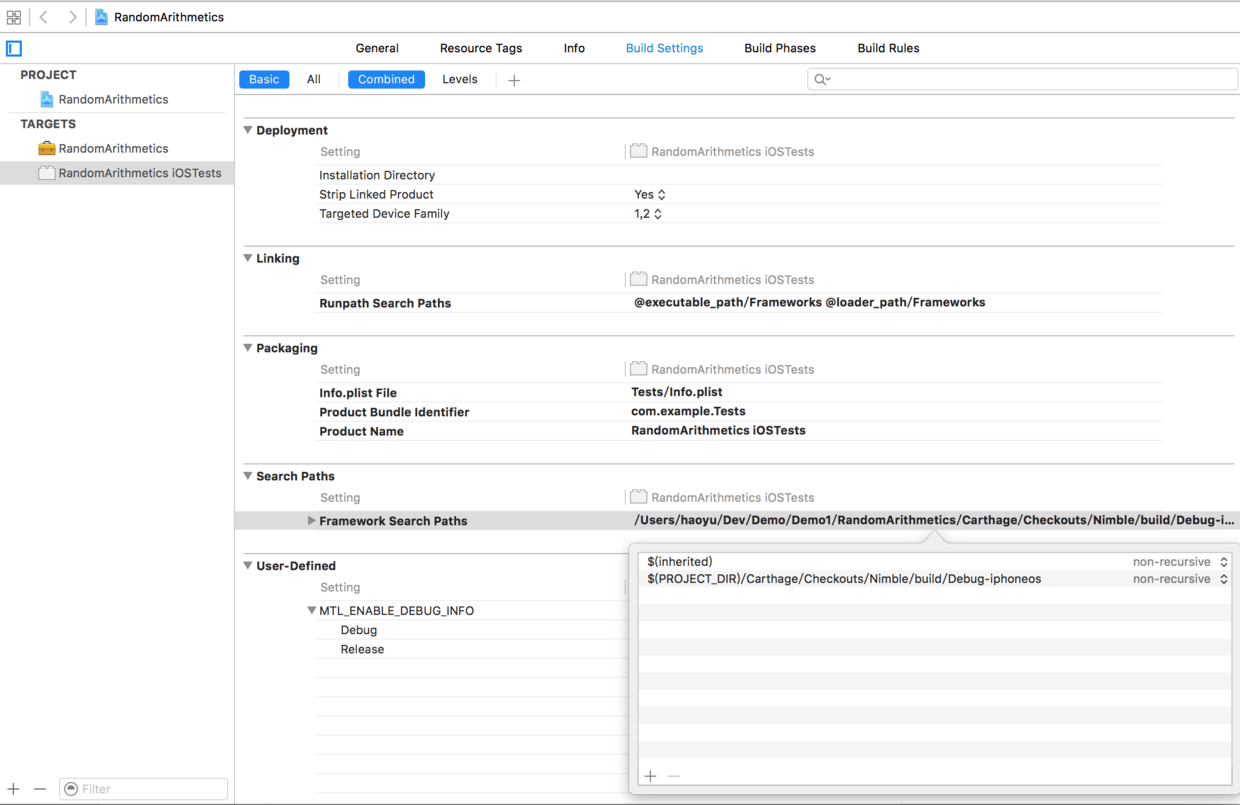 RandomArithmetics
General Resource Tags Info Build Settings Build Phases Build Rules
PROJECT
RandomArithmetics
TARGETS
RandomArithmetics
RandomArithmetics iOSTests
Filter
Basic All Combined Levels
Deployment
Setting RandomArithmetics iOSTests
Installation Directory
Strip Linked Product Yes
Targeted Device Family 1,2
Linking
Setting RandomArithmetics iOSTests
Runpath Search Paths @executable_path/Frameworks @loader_path/Frameworks
Packaging
Setting RandomArithmetics iOSTests
Info.plist File Tests/Info.plist
Product Bundle Identifier com.example.Tests
Product Name RandomArithmetics iOSTests
Search Paths
Setting RandomArithmetics iOSTests
Framework Search Paths /Users/haoyu/Dev/Demo/Demo1/RandomArithmetics/Carthage/Checkouts/Nimble/build/Debug-i...
User-Defined
Setting
MTL_ENABLE_DEBUG_INFO
Debug
Release
$(inherited) non-recursive
$(PROJECT_DIR)/Carthage/Checkouts/Nimble/build/Debug-iphoneos non-recursive